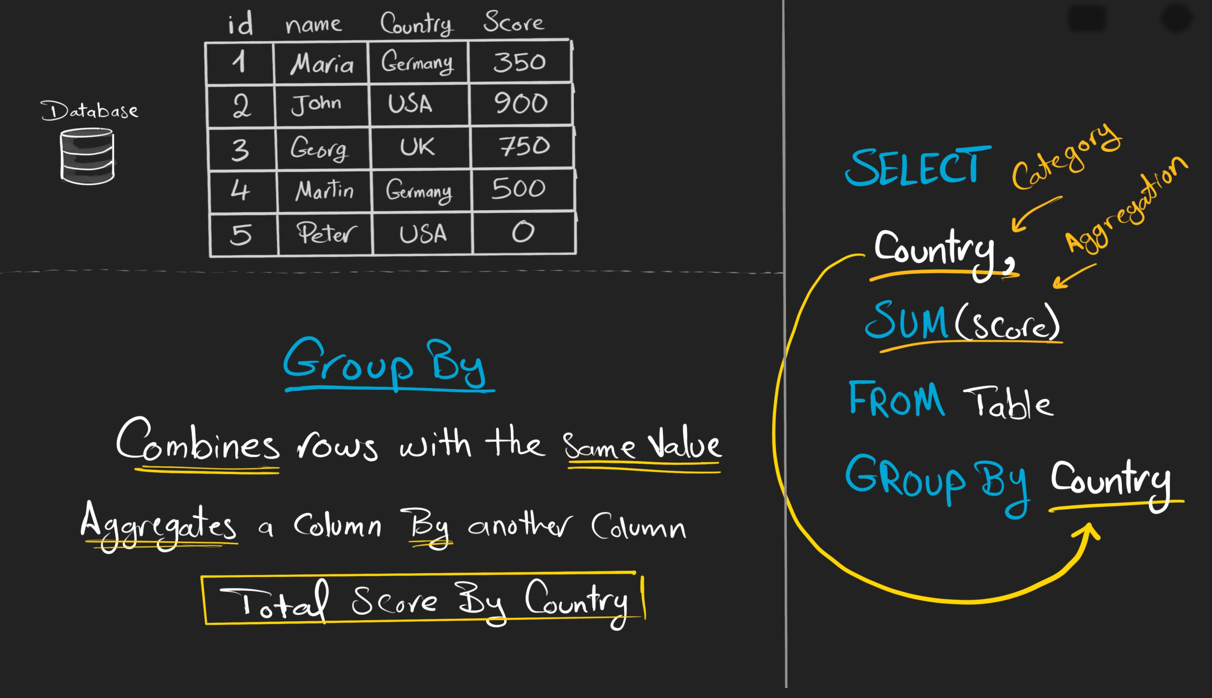 Database
id name Country Score
1 Maria Germany 350
2 John USA 900
3 Georg UK 750
4 Martin Germany 500
5 Peter USA 0
Group By
Combines rows with the same value
Aggregates a column By another column
Total Score By Country
SELECT
Category
Country,
Aggregation
SUM(score)
FROM Table
GROUP By Country